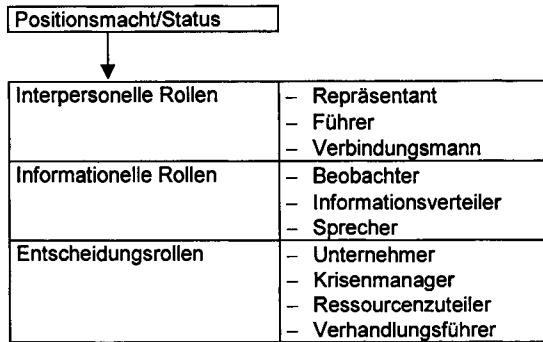 Positionsmacht/Status
Interpersonelle Rollen
– Repräsentant
– Führer
– Verbindungsmann
Informationelle Rollen
– Beobachter
– Informationsverteiler
– Sprecher
Entscheidungsrollen
– Unternehmer
– Krisenmanager
– Ressourcenzuteiler
– Verhandlungsführer